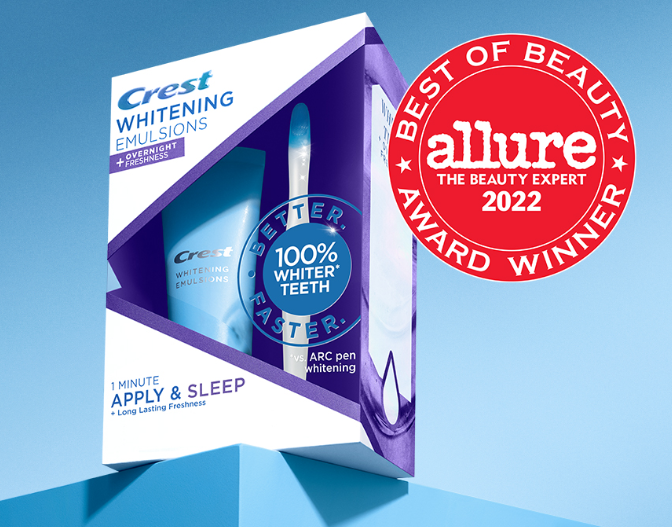 Crest
WHITENING
EMULSIONS
+ OVERNIGHT
FRESHNESS
Crest
WHITENING
EMULSIONS
BETTER.
100%
WHITER*
TEETH
FASTER.
*vs. ARC pen
whitening
1 MINUTE
APPLY & SLEEP
+ Long Lasting Freshness
BEST OF BEAUTY
allure
THE BEAUTY EXPERT
2022
AWARD WINNER